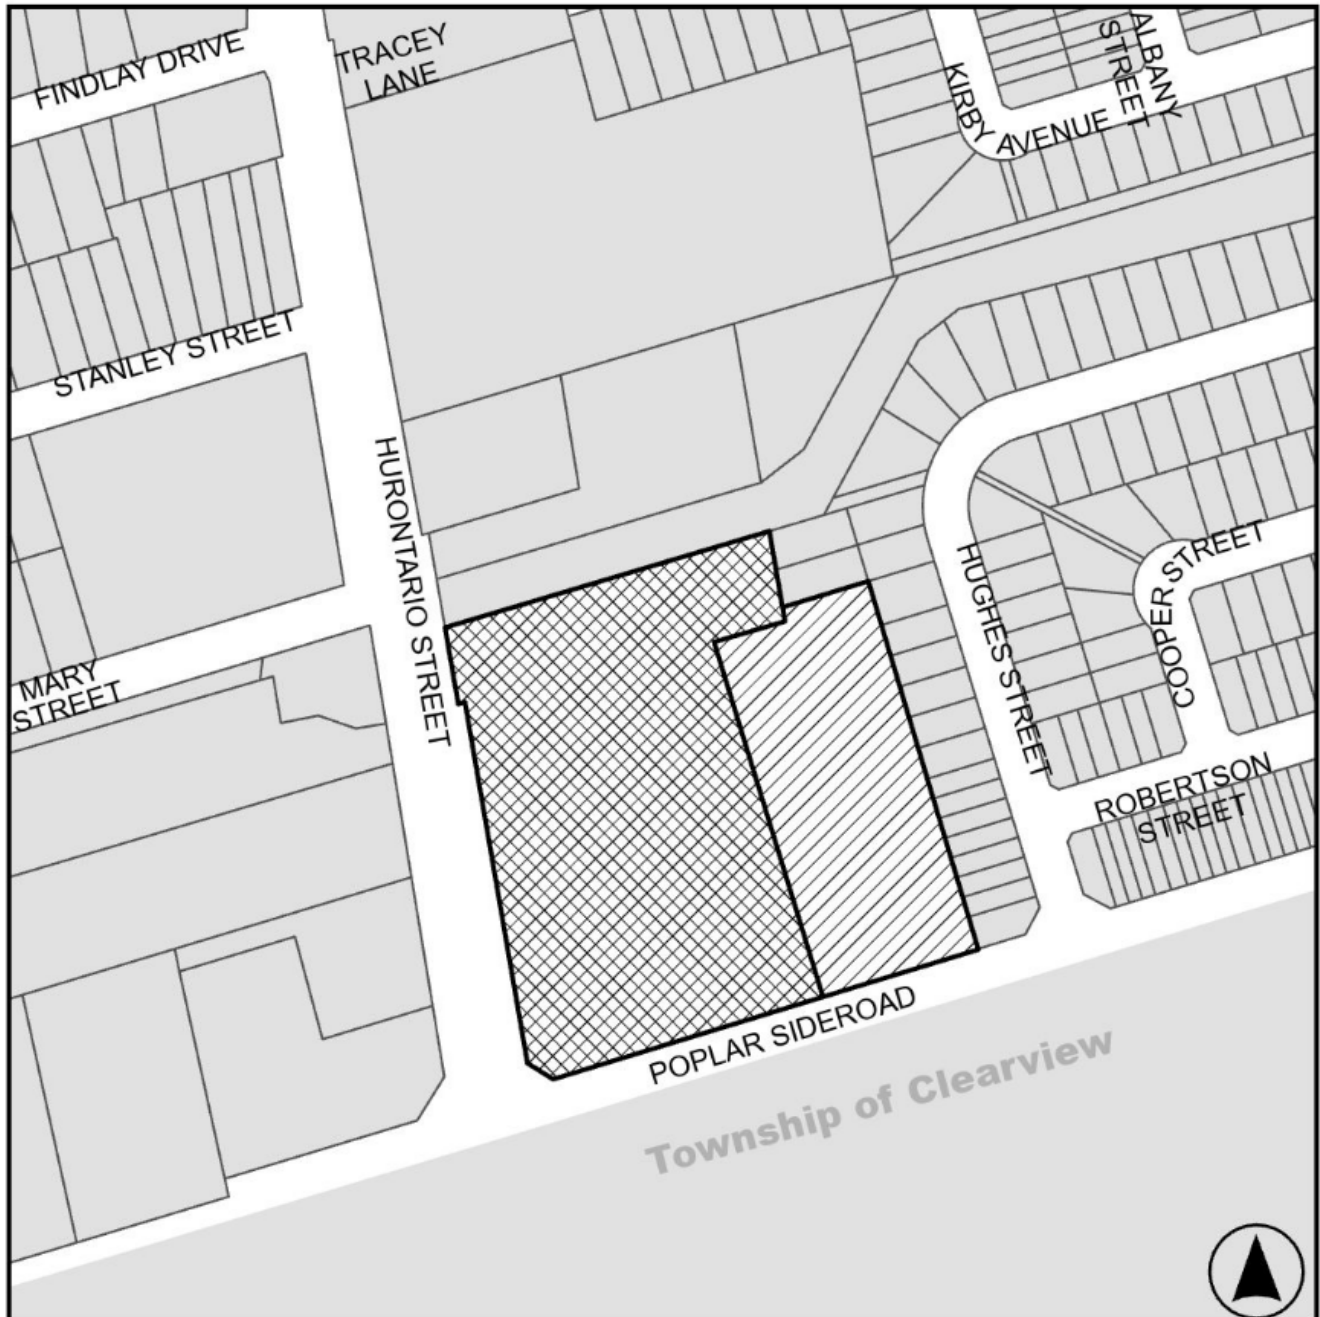 FINDLAY DRIVE
TRACEY
LANE
KIRBY AVENUE
ALBANY
STREET
STANLEY STREET
HURONTARIO STREET
HUGHES STREET
COOPER STREET
MARY
STREET
ROBERTSON
STREET
POPLAR SIDEROAD
Township of Clearview